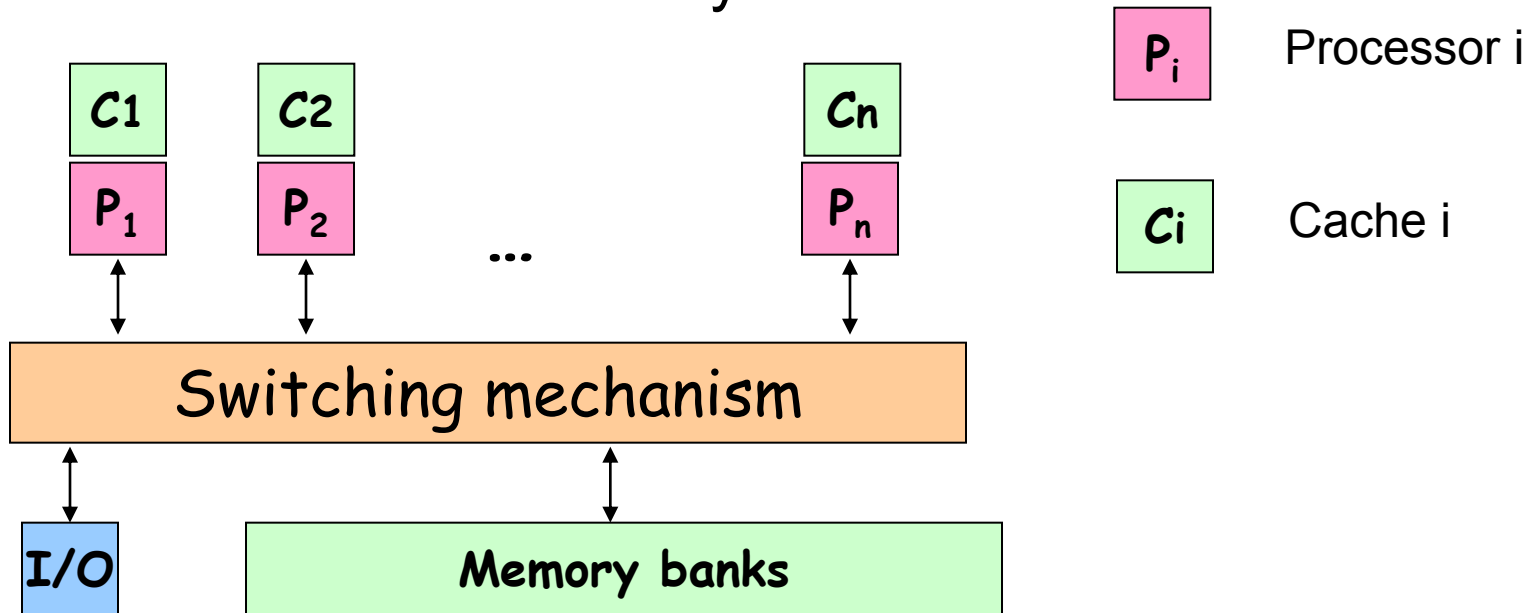 C1 C2 Cn
P1 P2 ... Pn
Switching mechanism
I/O Memory banks
Pi Processor i
Ci Cache i